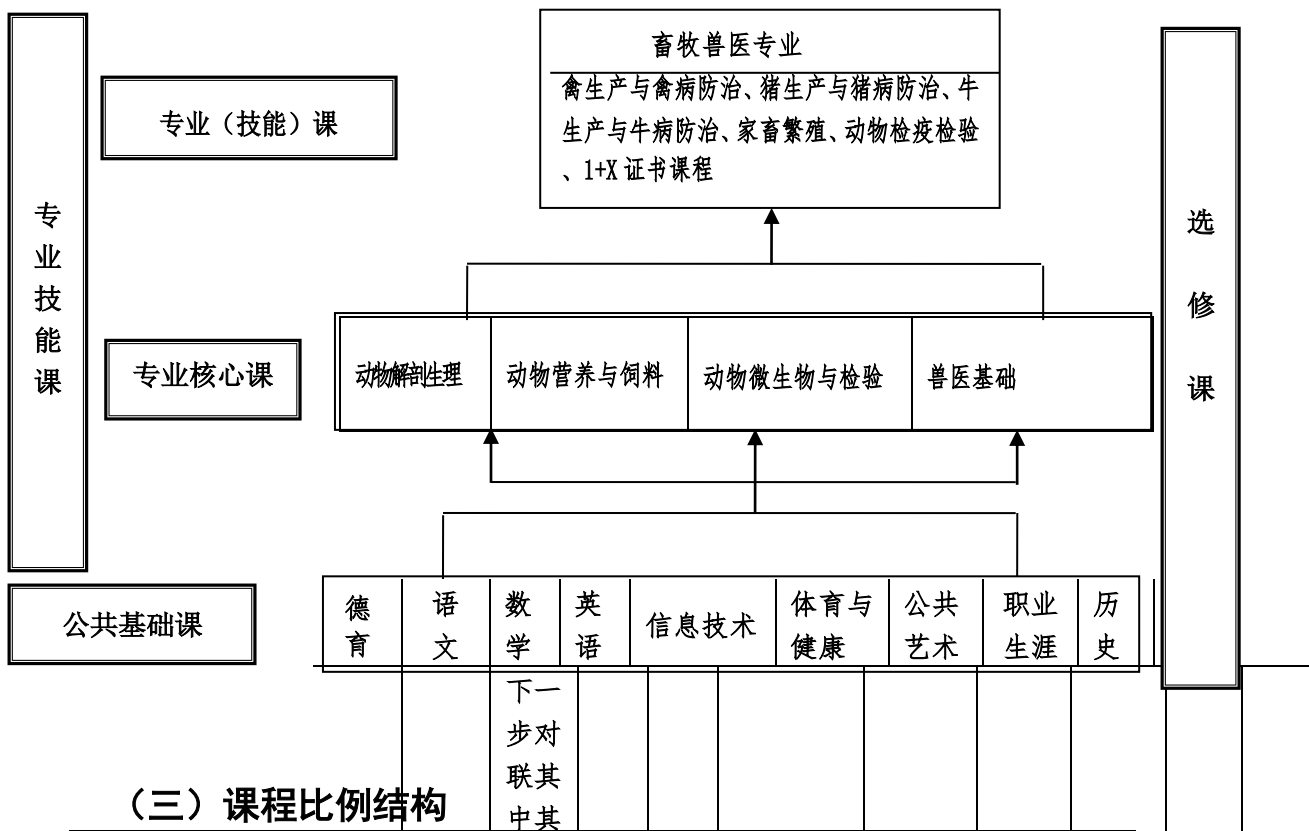 专业技能课
专业（技能）课
畜牧兽医专业
禽生产与禽病防治、猪生产与猪病防治、牛
生产与牛病防治、家畜繁殖、动物检疫检验
、1+X 证书课程
选修课
专业核心课
动物解剖生理
动物营养与饲料
动物微生物与检验
兽医基础
公共基础课
德育
语文
数学
英语
信息技术
体育与
健康
公共
艺术
职业
生涯
历史
下一
步对
联其
中其
（三）课程比例结构